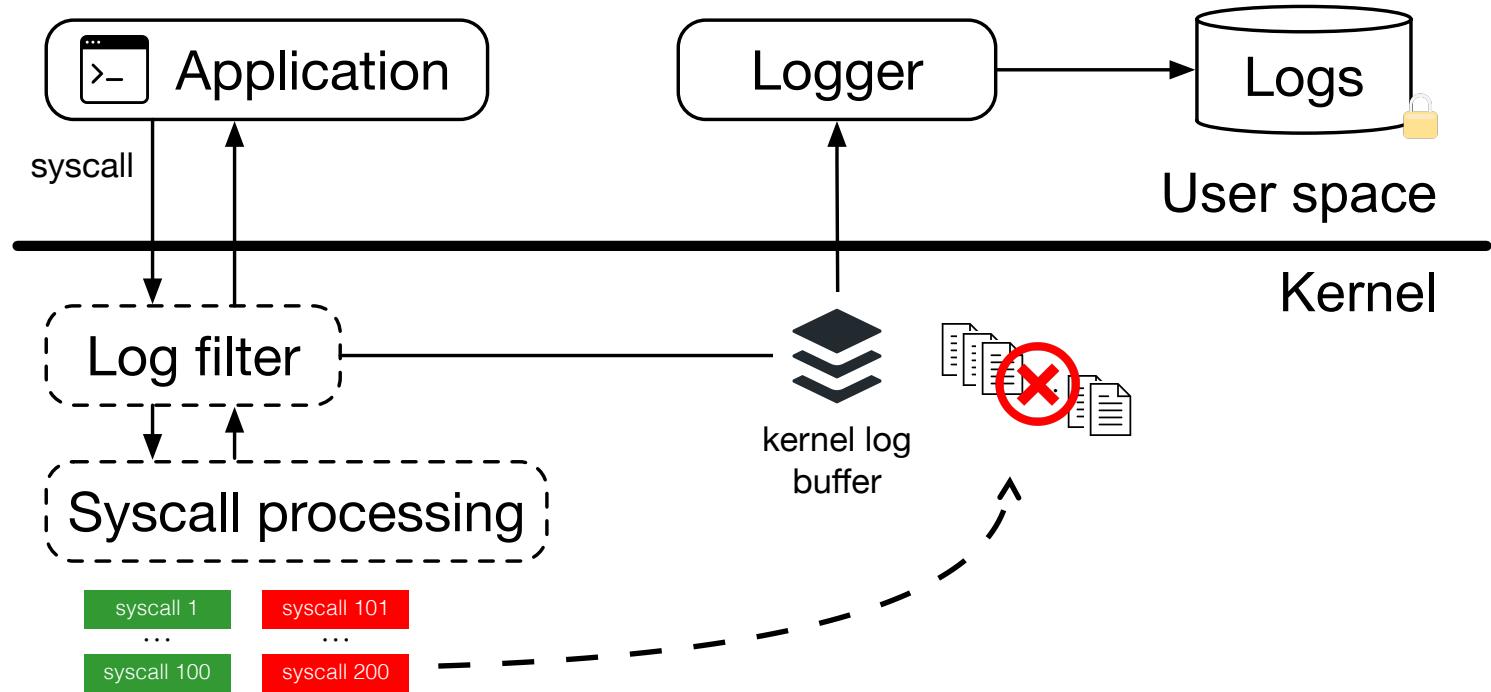 Application
Logger
Logs
syscall
User space
Kernel
Log filter
kernel log
buffer
Syscall processing
syscall 1
syscall 101
...
...
syscall 100
syscall 200